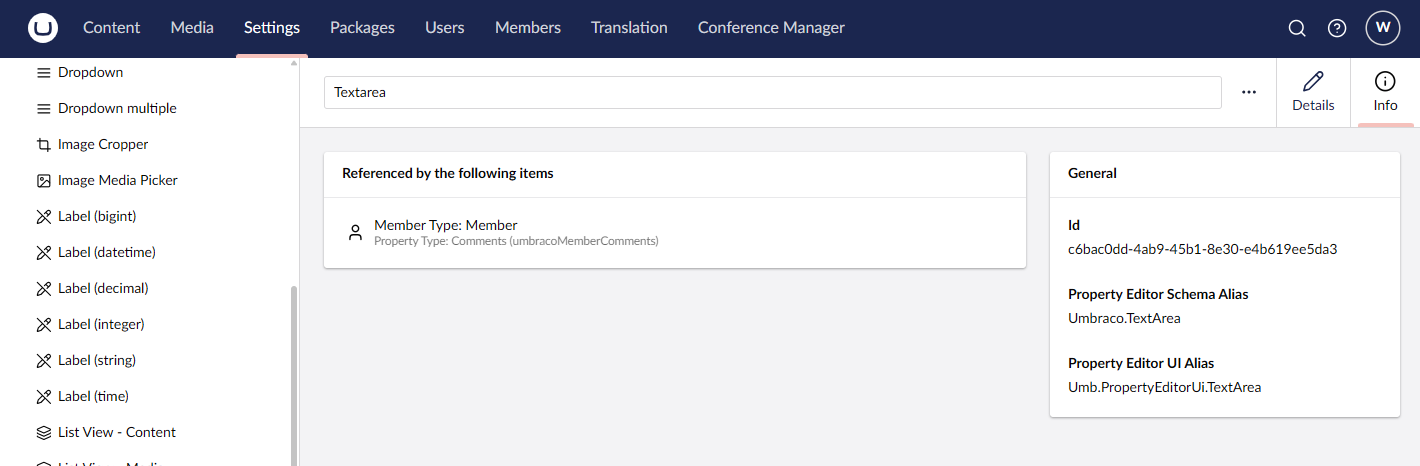 Content Media Settings Packages Users Members Translation Conference Manager W
Dropdown
Dropdown multiple
Image Cropper
Image Media Picker
Label (bigint)
Label (datetime)
Label (decimal)
Label (integer)
Label (string)
Label (time)
List View - Content
Textarea
Details
Info
Referenced by the following items
Member Type: Member
Property Type: Comments (umbracoMemberComments)
General
Id
c6bac0dd-4ab9-45b1-8e30-e4b619ee5da3
Property Editor Schema Alias
Umbraco.TextArea
Property Editor UI Alias
Umb.PropertyEditorUi.TextArea